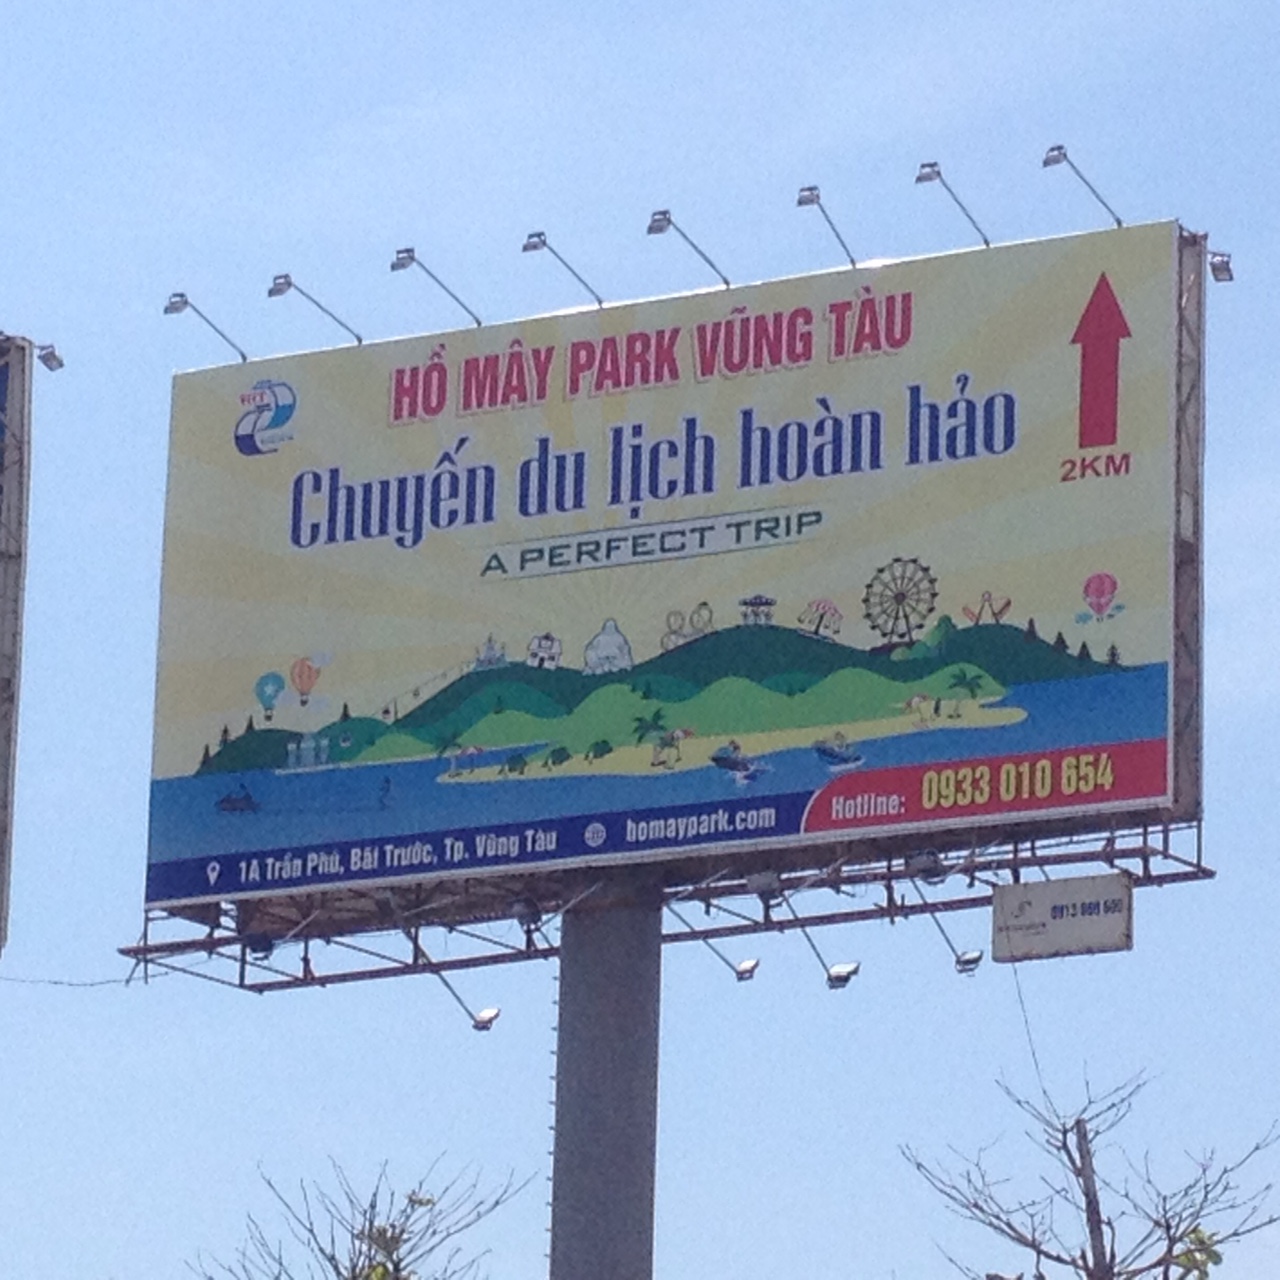 HỒ MÂY PARK VŨNG TÀU
Chuyến du lịch hoàn hảo
A PERFECT TRIP
2KM
1A Trần Phú, Bãi Trước, Tp. Vũng Tàu
homaypark.com
Hotline: 0933 010 654